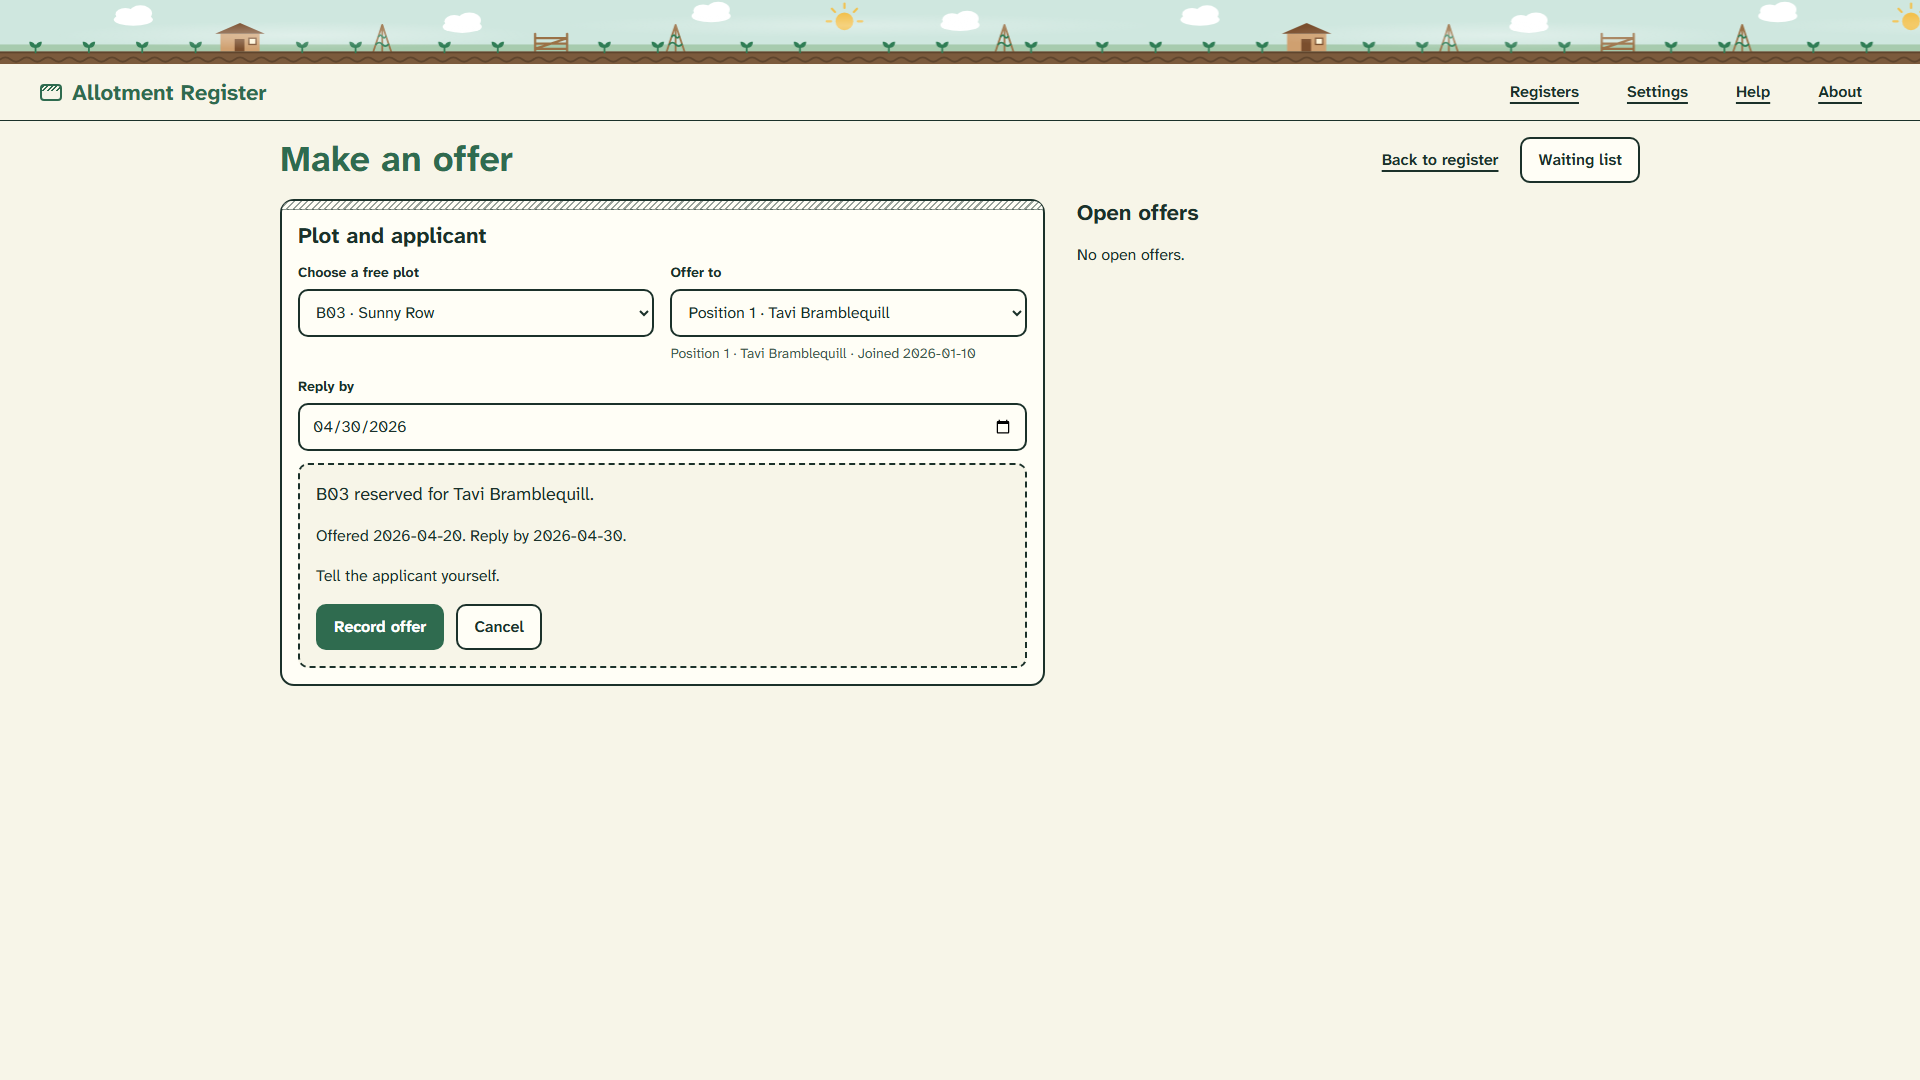 Allotment Register
Registers
Settings
Help
About
Make an offer
Back to register
Waiting list
Plot and applicant
Choose a free plot
B03 · Sunny Row
Offer to
Position 1 · Tavi Bramblequill
Position 1 · Tavi Bramblequill · Joined 2026-01-10
Reply by
04/30/2026
B03 reserved for Tavi Bramblequill.
Offered 2026-04-20. Reply by 2026-04-30.
Tell the applicant yourself.
Record offer
Cancel
Open offers
No open offers.